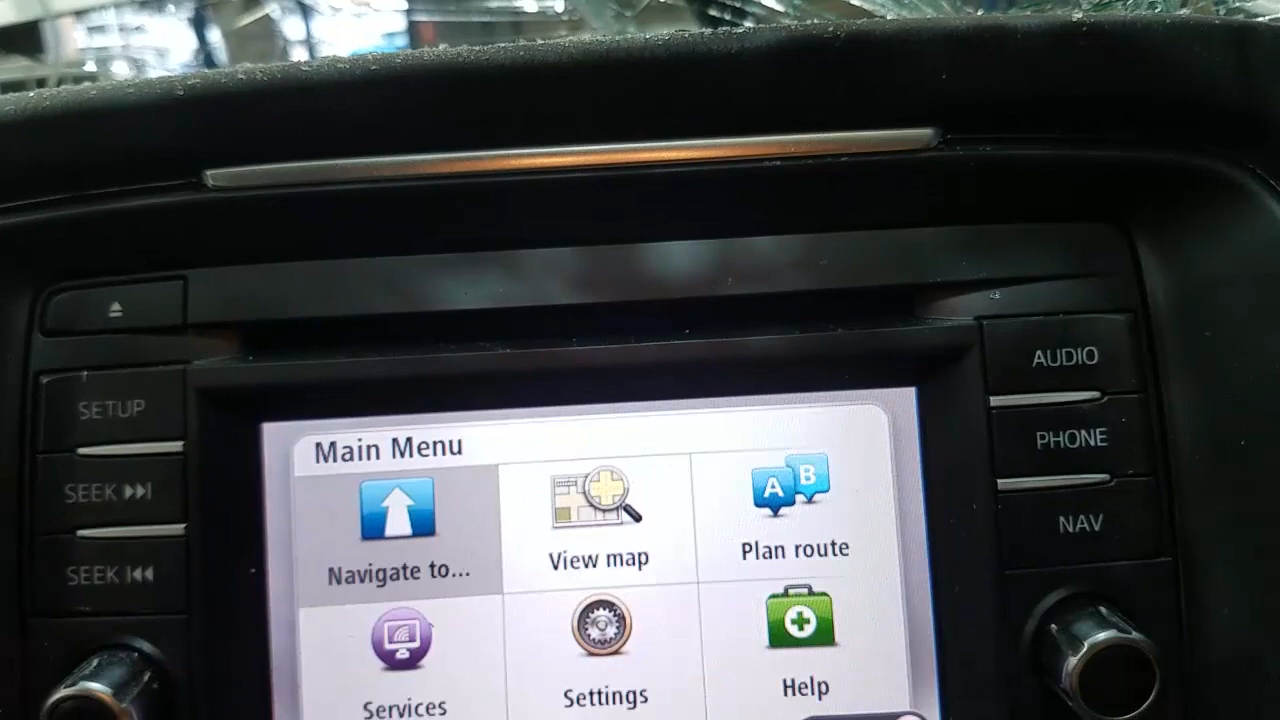 SETUP
SEEK
SEEK
Main Menu
Navigate to...
View map
A B
Plan route
Services
Settings
Help
AUDIO
PHONE
NAV